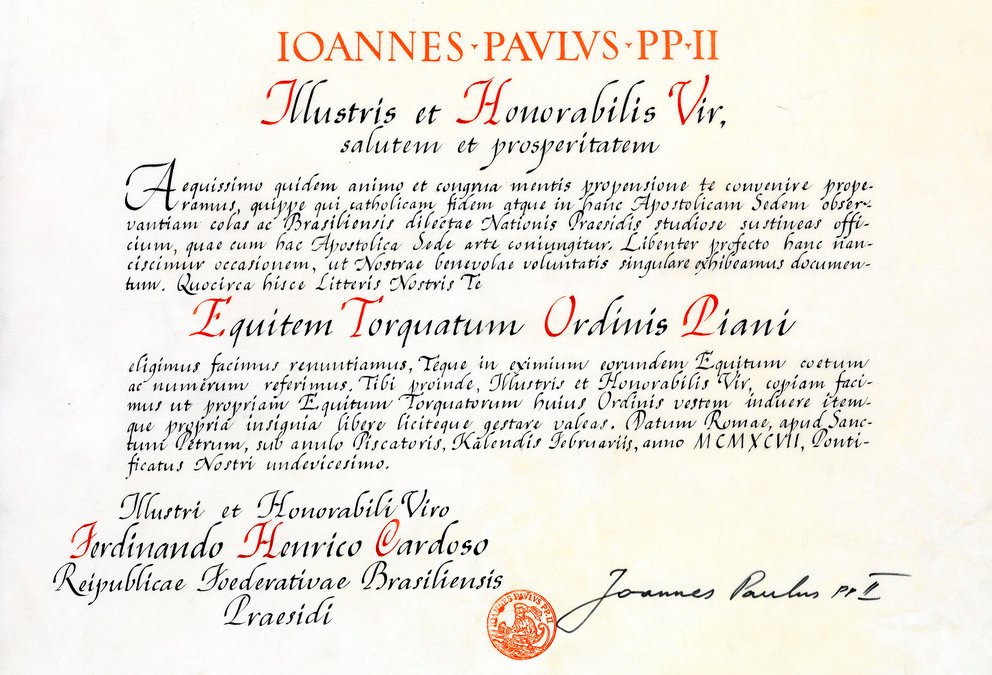 IOANNES·PAVLVS·PP·II
Illustris et Honorabilis Vir,
salutem et prosperitatem
Aequissimo quidem animo et congrua mentis propensione te convenire prope-
ramus, quippe qui catholicam fidem atque in hanc Apostolicam Sedem obser-
vantiam colas ac Brasiliensis dilectae Nationis Praesidis studiose sustineas offi-
cium, quae cum hac Apostolica Sede arte coniungitur. Libenter profecto hanc nan-
ciscimur occasionem, ut Nostrae benevolae voluntatis singulare exhibeamus documen-
tum. Quocirca hisce Litteris Nostris Te
Equitem Torquatum Ordinis Piani
eligimus facimus renuntiamus, Teque in eximium eorundem Equitum coetum
ac numerum referimus. Tibi proinde, Illustris et Honorabilis Vir, copiam faci-
mus ut propriam Equitum Torquatorum huius Ordinis vestem induere item-
que propria insignia libere liciteque gestare valeas. Datum Romae, apud Sanc-
tum Petrum, sub anulo Piscatoris, Kalendis Februariis, anno MCMXCVII, Ponti-
ficatus Nostri undevicesimo.
Illustri et Honorabili Viro
Ferdinando Henrico Cardoso
Reipublicae Foederativae Brasiliensis
Praesidi
IOANNES PAVLVS PP. II
Joannes Paulus PP II